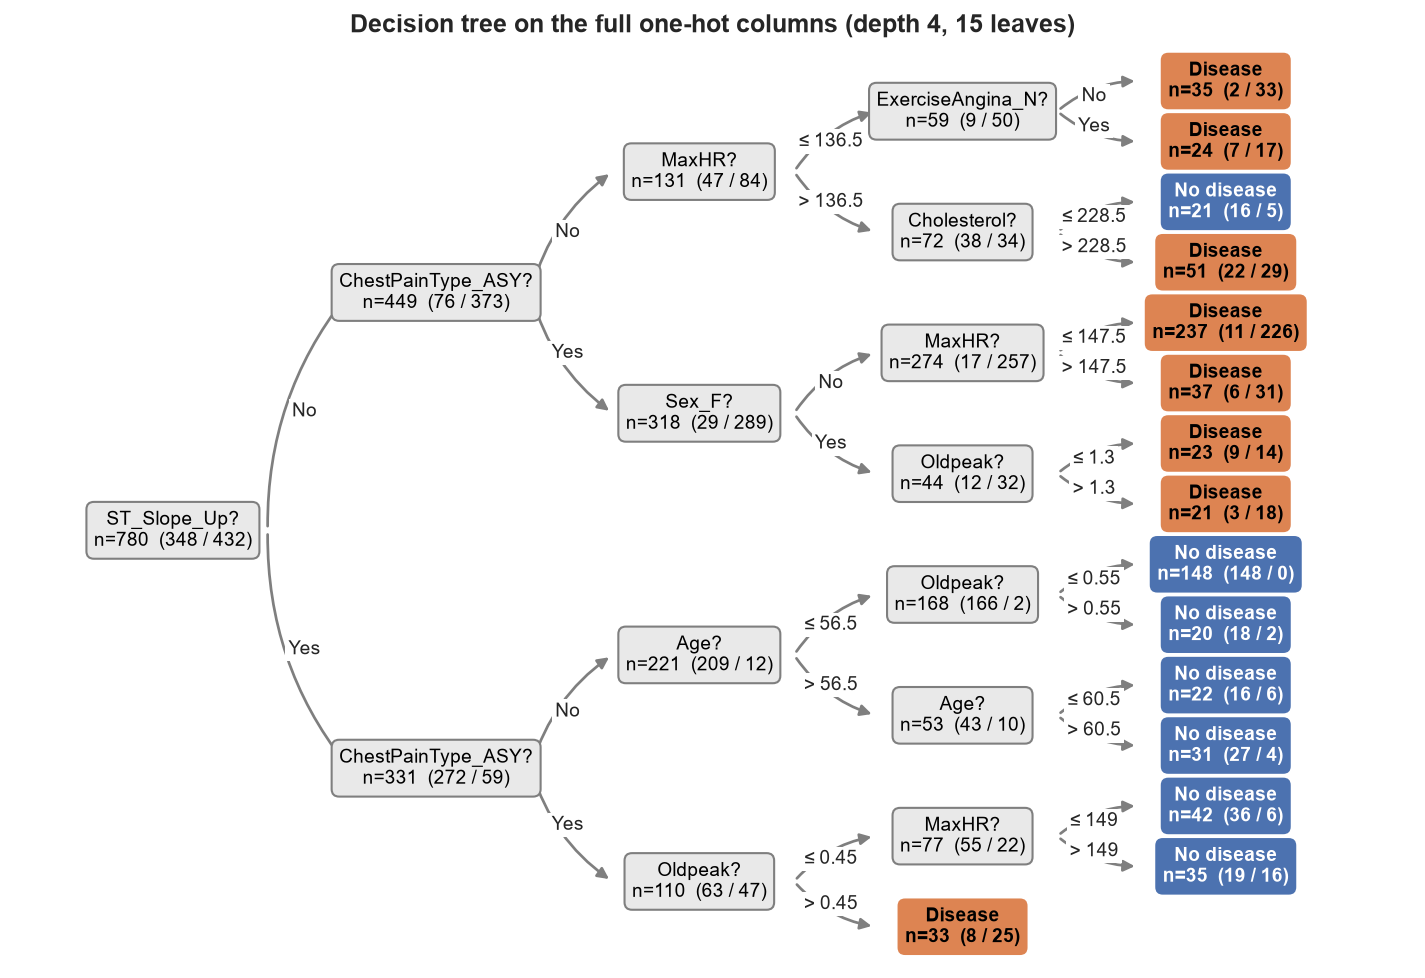 Decision tree on the full one-hot columns (depth 4, 15 leaves)
ST_Slope_Up?
n=780  (348 / 432)
No
Yes
ChestPainType_ASY?
n=449  (76 / 373)
No
Yes
MaxHR?
n=131  (47 / 84)
≤ 136.5
> 136.5
ExerciseAngina_N?
n=59  (9 / 50)
No
Yes
Disease
n=35  (2 / 33)
Disease
n=24  (7 / 17)
Cholesterol?
n=72  (38 / 34)
≤ 228.5
> 228.5
No disease
n=21  (16 / 5)
Disease
n=51  (22 / 29)
Sex_F?
n=318  (29 / 289)
No
Yes
MaxHR?
n=274  (17 / 257)
≤ 147.5
> 147.5
Disease
n=237  (11 / 226)
Disease
n=37  (6 / 31)
Oldpeak?
n=44  (12 / 32)
≤ 1.3
> 1.3
Disease
n=23  (9 / 14)
Disease
n=21  (3 / 18)
ChestPainType_ASY?
n=331  (272 / 59)
No
Yes
Age?
n=221  (209 / 12)
≤ 56.5
> 56.5
Oldpeak?
n=168  (166 / 2)
≤ 0.55
> 0.55
No disease
n=148  (148 / 0)
No disease
n=20  (18 / 2)
Age?
n=53  (43 / 10)
≤ 60.5
> 60.5
No disease
n=22  (16 / 6)
No disease
n=31  (27 / 4)
Oldpeak?
n=110  (63 / 47)
≤ 0.45
> 0.45
MaxHR?
n=77  (55 / 22)
≤ 149
> 149
No disease
n=42  (36 / 6)
No disease
n=35  (19 / 16)
Disease
n=33  (8 / 25)